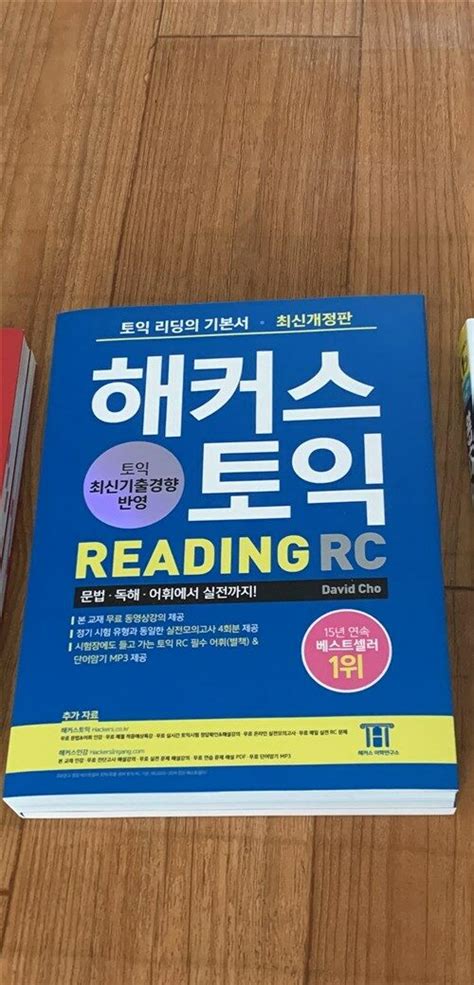 토익 리딩의 기본서 · 최신개정판
해커스
토익
토익
최신기출경향
반영
READING RC
문법 · 독해 · 어휘에서 실전까지!
David Cho
본 교재 무료 동영상강의 제공
정기 시험 유형과 동일한 실전모의고사 4회분 제공
시험장에도 들고 가는 토익 RC 필수 어휘(별책) &
단어암기 MP3 제공
15년 연속
베스트셀러
1위
추가 자료
해커스토익 Hackers.co.kr
해커스인강 HackersIngang.com
해커스 어학연구소